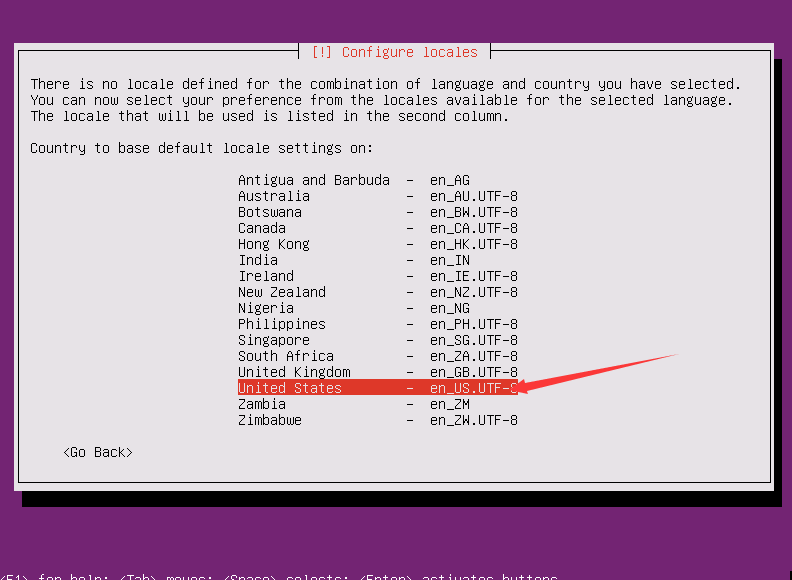 [!] Configure locales
There is no locale defined for the combination of language and country you have selected.
You can now select your preference from the locales available for the selected language.
The locale that will be used is listed in the second column.
Country to base default locale settings on:
Antigua and Barbuda - en_AG
Australia - en_AU.UTF-8
Botswana - en_BW.UTF-8
Canada - en_CA.UTF-8
Hong Kong - en_HK.UTF-8
India - en_IN
Ireland - en_IE.UTF-8
New Zealand - en_NZ.UTF-8
Nigeria - en_NG
Philippines - en_PH.UTF-8
Singapore - en_SG.UTF-8
South Africa - en_ZA.UTF-8
United Kingdom - en_GB.UTF-8
United States - en_US.UTF-8
Zambia - en_ZM
Zimbabwe - en_ZW.UTF-8
<Go Back>
<F1> for help; <Tab> moves; <Space> selects; <Enter> activates buttons